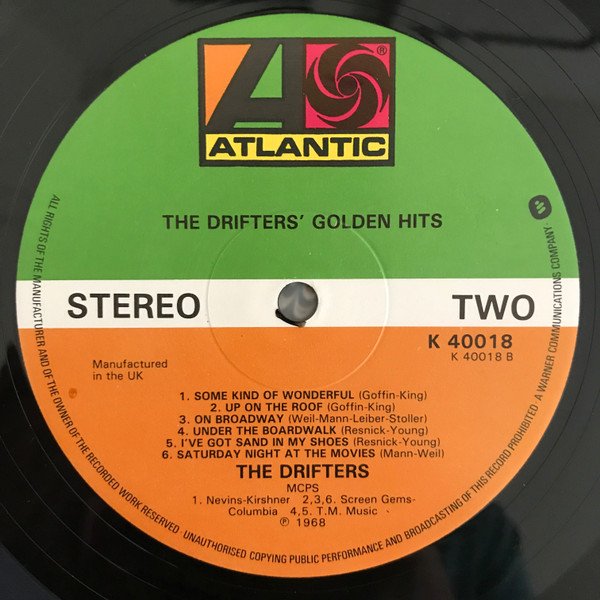 ATLANTIC
®
THE DRIFTERS' GOLDEN HITS
STEREO
TWO
K 40018
K 40018 B
Manufactured
in the UK
1. SOME KIND OF WONDERFUL (Goffin-King)
2. UP ON THE ROOF (Goffin-King)
3. ON BROADWAY (Weil-Mann-Leiber-Stoller)
4. UNDER THE BOARDWALK (Resnick-Young)
5. I'VE GOT SAND IN MY SHOES (Resnick-Young)
6. SATURDAY NIGHT AT THE MOVIES (Mann-Weil)
THE DRIFTERS
MCPS
1. Nevins-Kirshner 2,3,6. Screen Gems-
Columbia 4,5. T.M. Music
℗ 1968
ALL RIGHTS OF THE MANUFACTURER AND OF THE OWNER OF THE RECORDED WORK RESERVED. UNAUTHORISED COPYING PUBLIC PERFORMANCE AND BROADCASTING OF THIS RECORD PROHIBITED. A WARNER COMMUNICATIONS COMPANY.